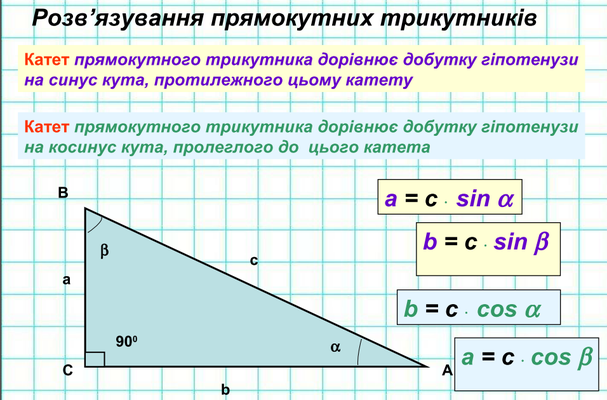 Розв’язування прямокутних трикутників
Катет прямокутного трикутника дорівнює добутку гіпотенузи
на синус кута, протилежного цьому катету
Катет прямокутного трикутника дорівнює добутку гіпотенузи
на косинус кута, пролеглого до цього катета
B
a = c · sin α
β
b = c · sin β
c
a
b = c · cos α
90⁰
α
a = c · cos β
C
A
b